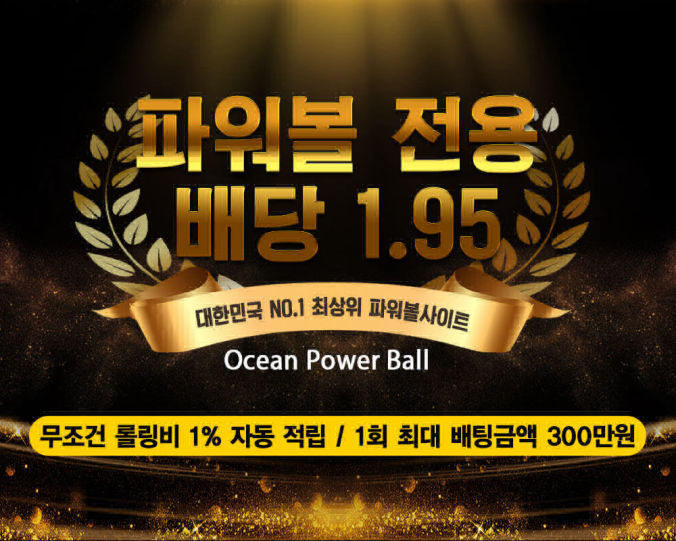 파워볼 전용
배당 1.95
대한민국 NO.1 최상위 파워볼사이트
Ocean Power Ball
무조건 롤링비 1% 자동 적립 / 1회 최대 배팅금액 300만원